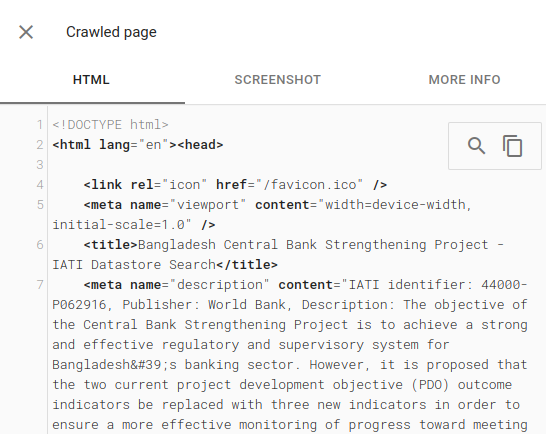 Crawled page
HTML SCREENSHOT MORE INFO
1 <!DOCTYPE html>
2 <html lang="en"><head>
3
4 <link rel="icon" href="/favicon.ico" />
5 <meta name="viewport" content="width=device-width,
initial-scale=1.0" />
6 <title>Bangladesh Central Bank Strengthening Project -
IATI Datastore Search</title>
7 <meta name="description" content="IATI identifier: 44000-
P062916, Publisher: World Bank, Description: The objective of
the Central Bank Strengthening Project is to achieve a strong
and effective regulatory and supervisory system for
Bangladesh&#39;s banking sector. However, it is proposed that
the two current project development objective (PDO) outcome
indicators be replaced with three new indicators in order to
ensure a more effective monitoring of progress toward meeting